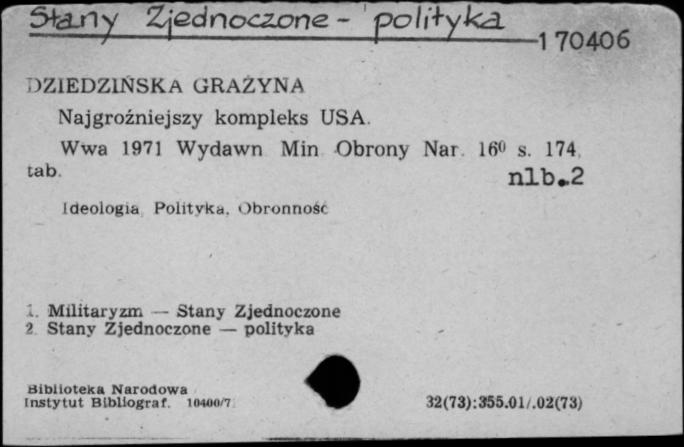 Stany Zjednoczone - polityka
170406
DZIEDZIŃSKA GRAŻYNA
Najgroźniejszy kompleks USA.
Wwa 1971 Wydawn. Min. Obrony Nar. 16⁰ s. 174,
tab. nlb.2
Ideologia, Polityka, Obronność
1. Militaryzm — Stany Zjednoczone
2. Stany Zjednoczone — polityka
Biblioteka Narodowa
Instytut Bibliograf. 10400/7
32(73):355.01/.02(73)